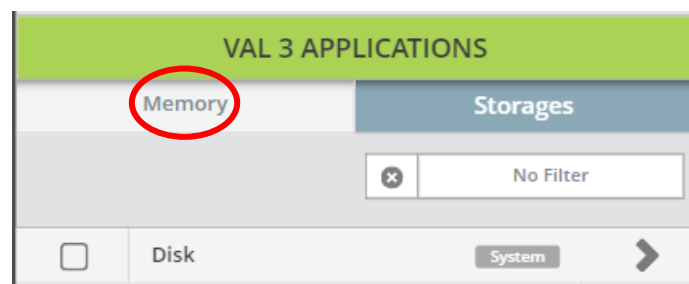 VAL 3 APPLICATIONS
Memory Storages
No Filter
Disk System